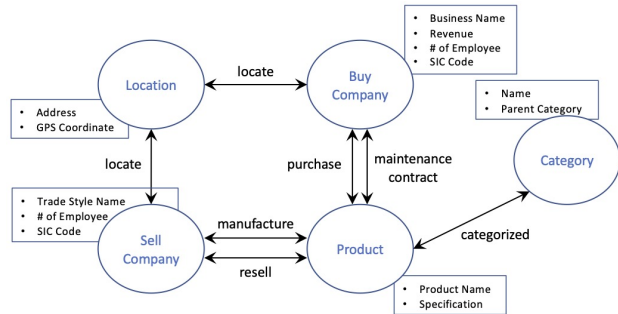 • Business Name
• Revenue
• # of Employee
• SIC Code
Location
locate
Buy
Company
• Name
• Parent Category
• Address
• GPS Coordinate
locate
purchase
maintenance
contract
Category
• Trade Style Name
• # of Employee
• SIC Code
manufacture
Sell
Company
Product
categorized
resell
• Product Name
• Specification